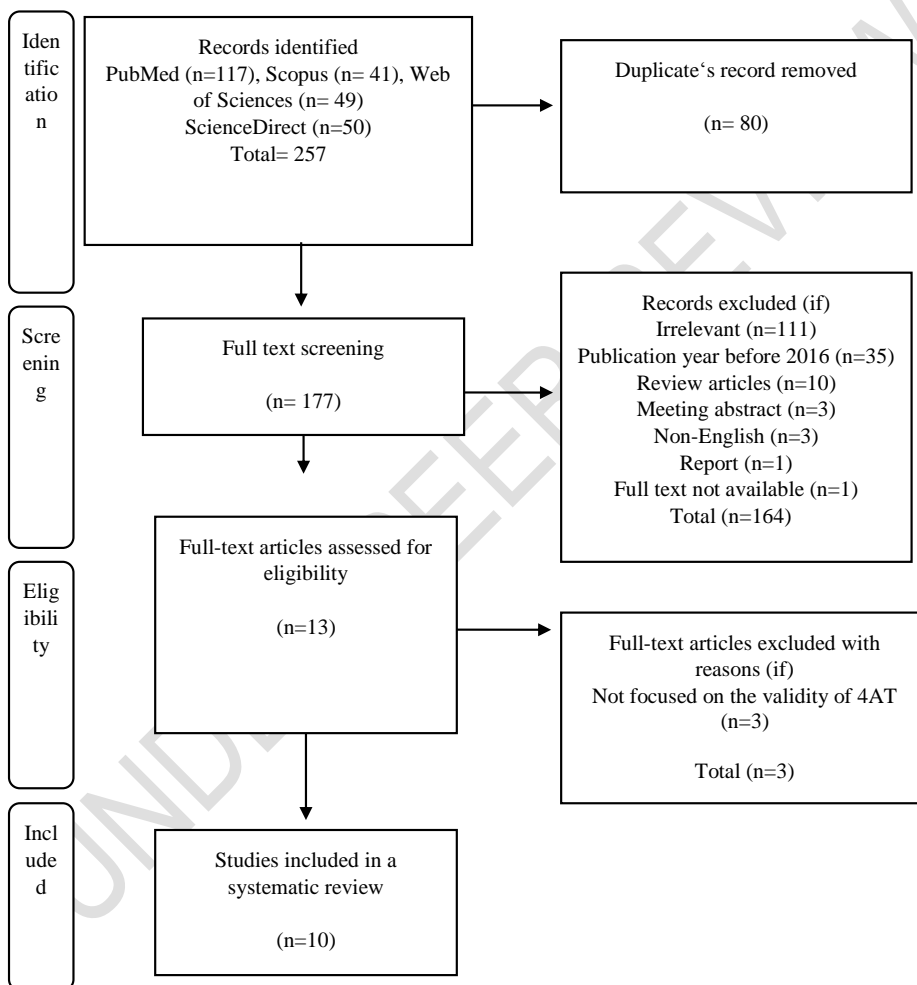 Iden
tific
atio
n
Records identified
PubMed (n=117), Scopus (n= 41), Web
of Sciences (n= 49)
ScienceDirect (n=50)
Total= 257
Duplicate‘s record removed
(n= 80)
Scre
enin
g
Full text screening
(n= 177)
Records excluded (if)
Irrelevant (n=111)
Publication year before 2016 (n=35)
Review articles (n=10)
Meeting abstract (n=3)
Non-English (n=3)
Report (n=1)
Full text not available (n=1)
Total (n=164)
Elig
ibili
ty
Full-text articles assessed for
eligibility
(n=13)
Full-text articles excluded with
reasons (if)
Not focused on the validity of 4AT
(n=3)
Total (n=3)
Incl
ude
d
Studies included in a
systematic review
(n=10)